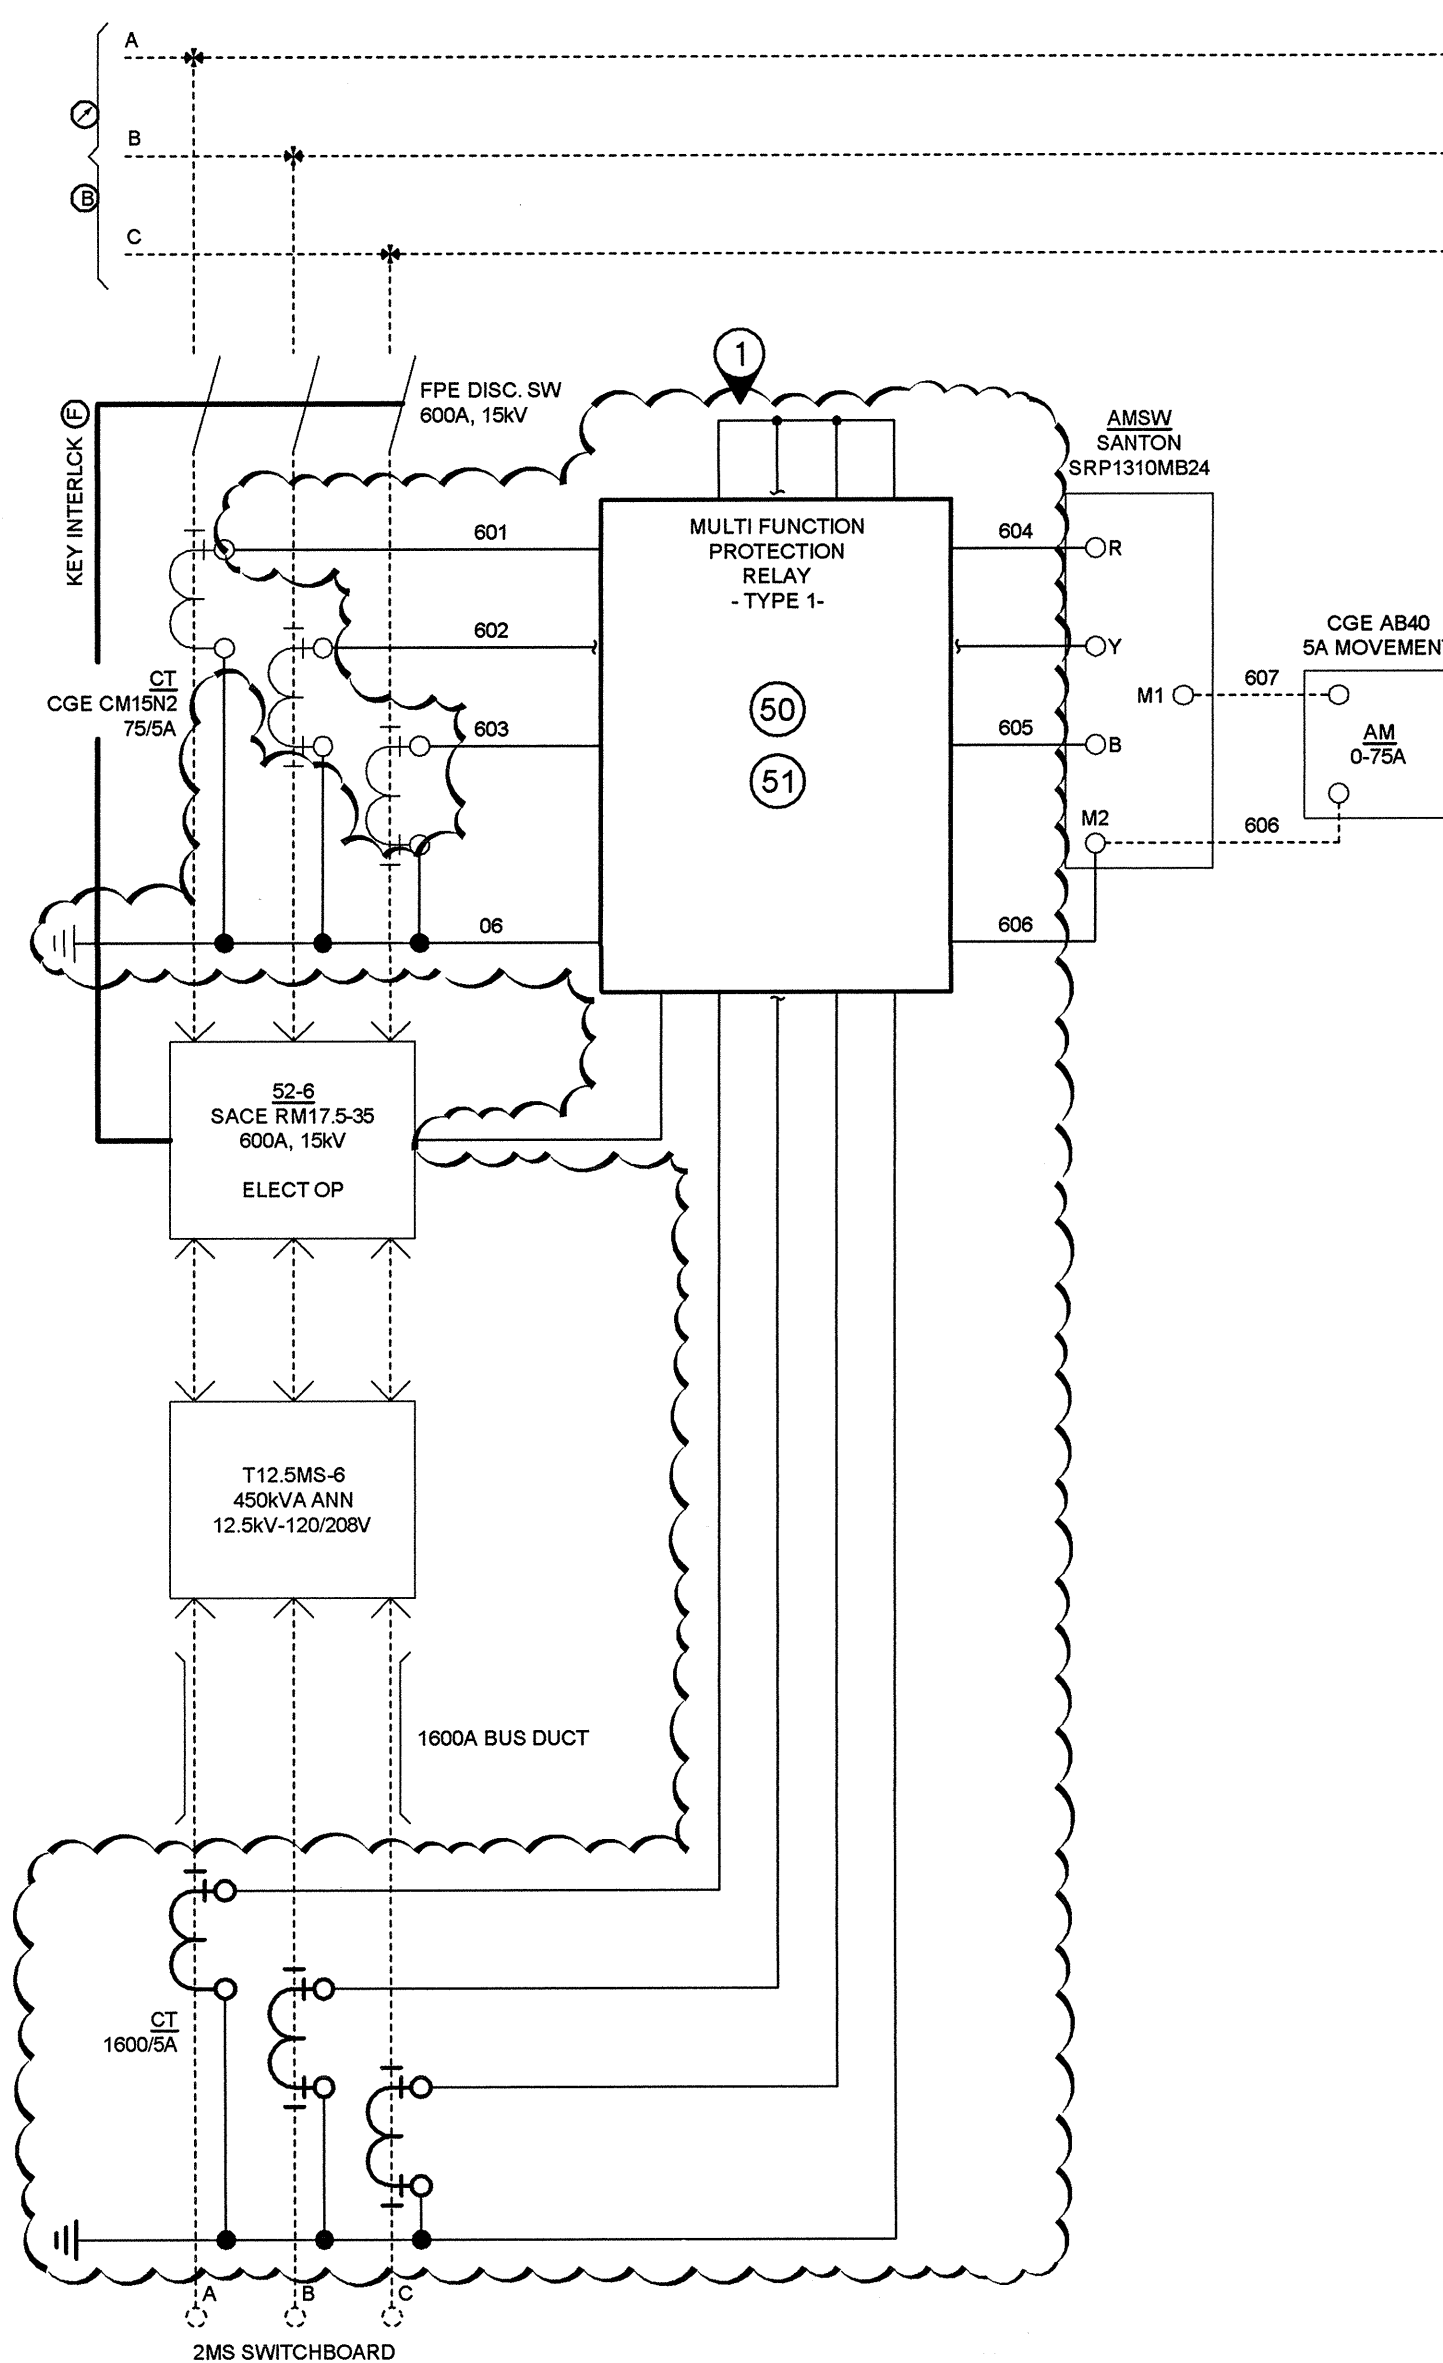 A
B
B
C
1
FPE DISC. SW
600A, 15kV
KEY INTERLCK F
AMSW
SANTON
SRP1310MB24
MULTI FUNCTION
PROTECTION
RELAY
- TYPE 1-
601
604
R
602
Y
CGE AB40
5A MOVEMENT
CT
CGE CM15N2
75/5A
50
M1
607
603
605
B
AM
0-75A
51
M2
606
06
606
52-6
SACE RM17.5-35
600A, 15kV
ELECT OP
T12.5MS-6
450kVA ANN
12.5kV-120/208V
1600A BUS DUCT
CT
1600/5A
A
B
C
2MS SWITCHBOARD